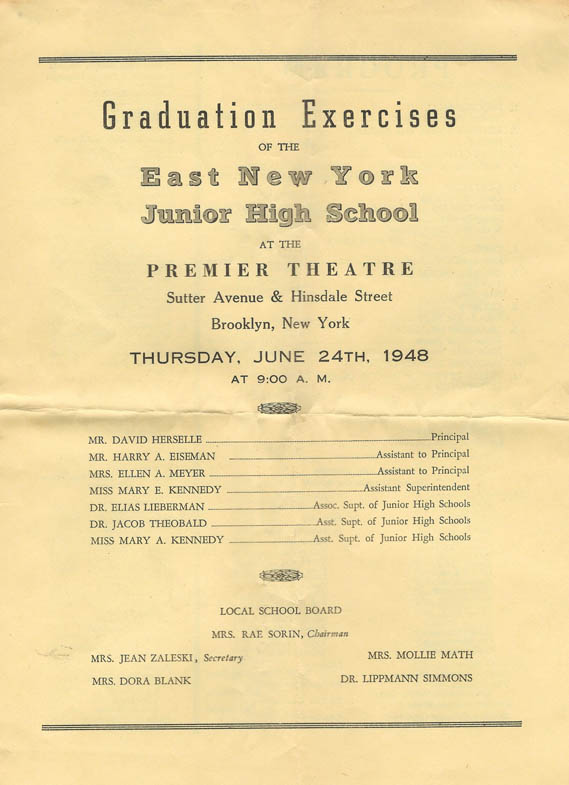 Graduation Exercises
OF THE
East New York
Junior High School
AT THE
PREMIER THEATRE
Sutter Avenue & Hinsdale Street
Brooklyn, New York
THURSDAY, JUNE 24TH, 1948
AT 9:00 A. M.
MR. DAVID HERSELLE Principal
MR. HARRY A. EISEMAN Assistant to Principal
MRS. ELLEN A. MEYER Assistant to Principal
MISS MARY E. KENNEDY Assistant Superintendent
DR. ELIAS LIEBERMAN Assoc. Supt. of Junior High Schools
DR. JACOB THEOBALD Asst. Supt. of Junior High Schools
MISS MARY A. KENNEDY Asst. Supt. of Junior High Schools
LOCAL SCHOOL BOARD
MRS. RAE SORIN, Chairman
MRS. JEAN ZALESKI, Secretary MRS. MOLLIE MATH
MRS. DORA BLANK DR. LIPPMANN SIMMONS